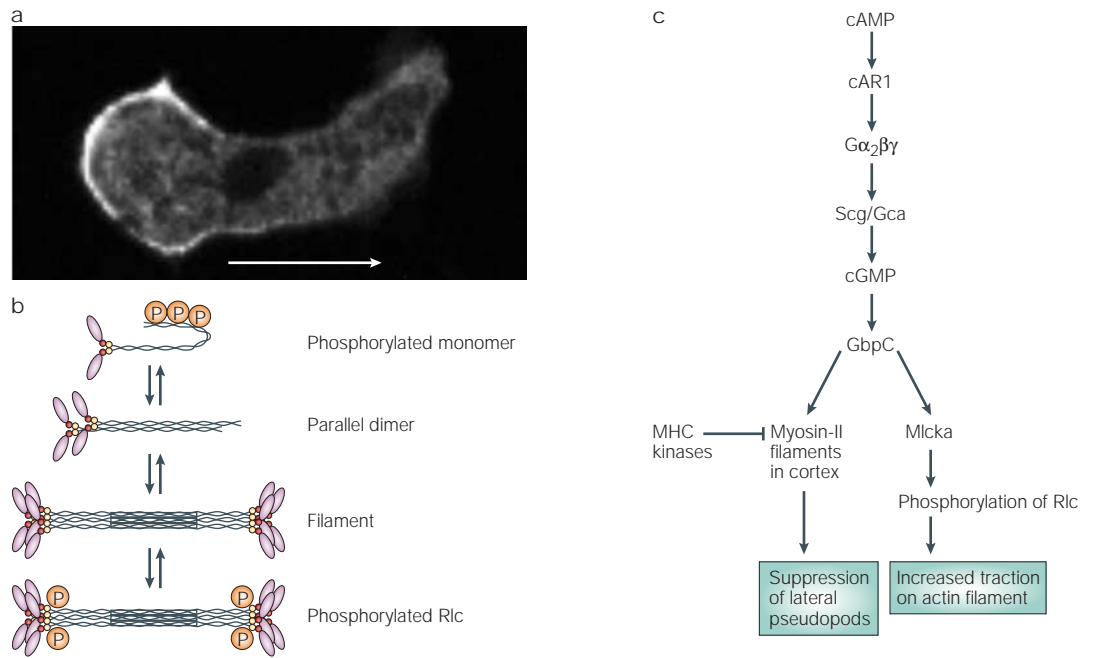 a
b
P P P
Phosphorylated monomer
Parallel dimer
Filament
P P
Phosphorylated Rlc
P P
c
cAMP
cAR1
Gα₂βγ
Scg/Gca
cGMP
GbpC
MHC
kinases
Myosin-II
filaments
in cortex
Mlcka
Phosphorylation of Rlc
Suppression
of lateral
pseudopods
Increased traction
on actin filament